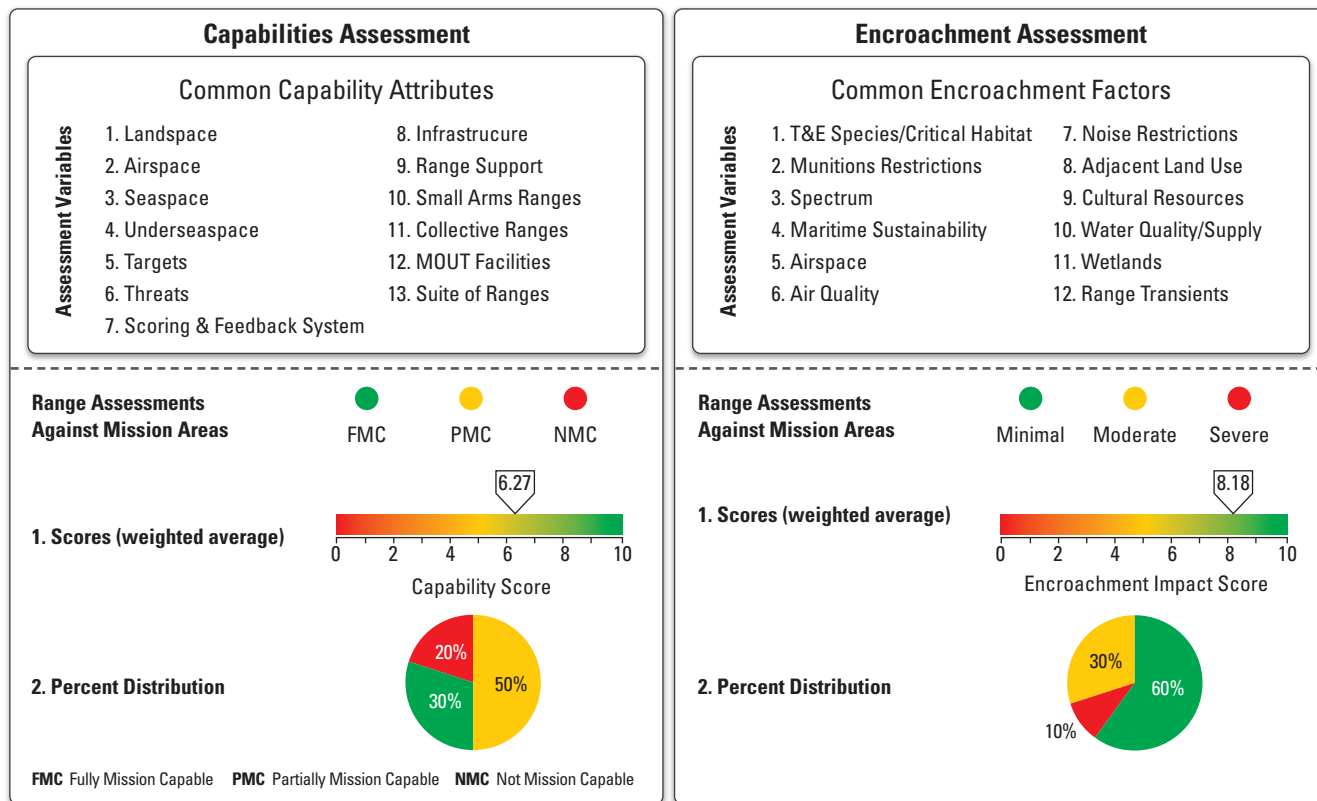 Capabilities Assessment
Common Capability Attributes
Assessment Variables
1. Landspace
2. Airspace
3. Seaspace
4. Underseaspace
5. Targets
6. Threats
7. Scoring & Feedback System
8. Infrastrucure
9. Range Support
10. Small Arms Ranges
11. Collective Ranges
12. MOUT Facilities
13. Suite of Ranges
Range Assessments
Against Mission Areas
FMC
PMC
NMC
6.27
1. Scores (weighted average)
0 2 4 6 8 10
Capability Score
2. Percent Distribution
20%
50%
30%
FMC Fully Mission Capable PMC Partially Mission Capable NMC Not Mission Capable
Encroachment Assessment
Common Encroachment Factors
Assessment Variables
1. T&E Species/Critical Habitat
2. Munitions Restrictions
3. Spectrum
4. Maritime Sustainability
5. Airspace
6. Air Quality
7. Noise Restrictions
8. Adjacent Land Use
9. Cultural Resources
10. Water Quality/Supply
11. Wetlands
12. Range Transients
Range Assessments
Against Mission Areas
Minimal
Moderate
Severe
8.18
1. Scores (weighted average)
0 2 4 6 8 10
Encroachment Impact Score
2. Percent Distribution
30%
60%
10%